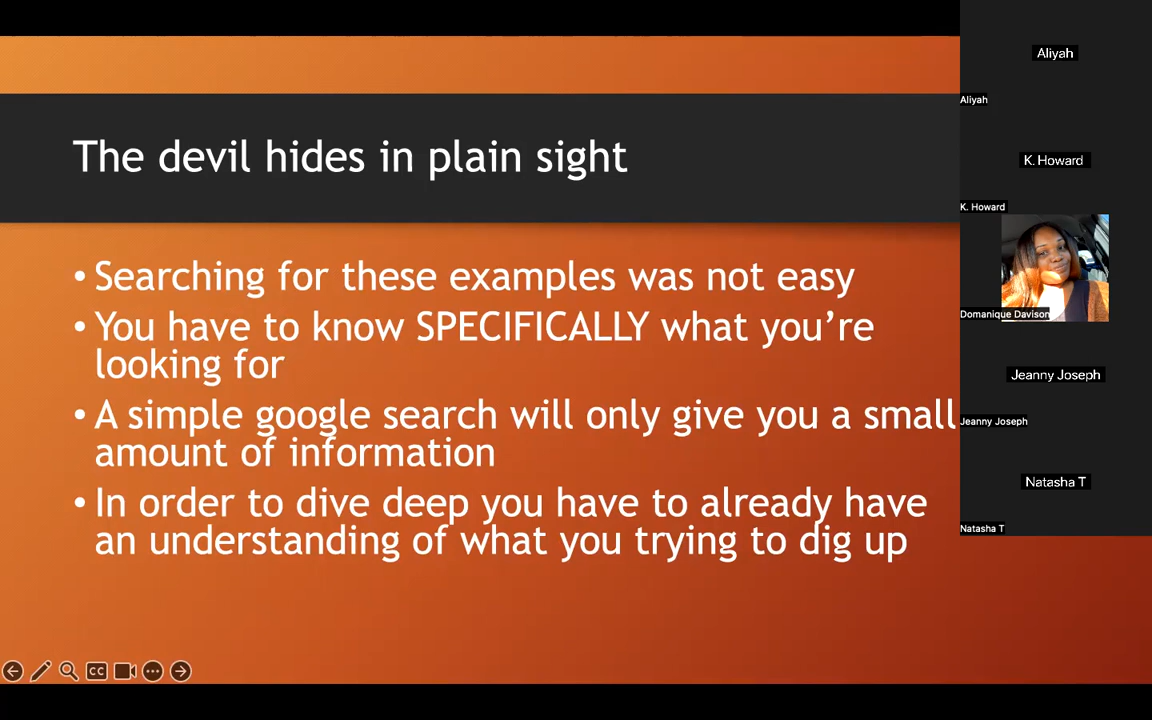 The devil hides in plain sight
• Searching for these examples was not easy
• You have to know SPECIFICALLY what you're
looking for
• A simple google search will only give you a small
amount of information
• In order to dive deep you have to already have
an understanding of what you trying to dig up
CC
Aliyah
Aliyah
K. Howard
K. Howard
Domanique Davison
Jeanny Joseph
Jeanny Joseph
Natasha T
Natasha T